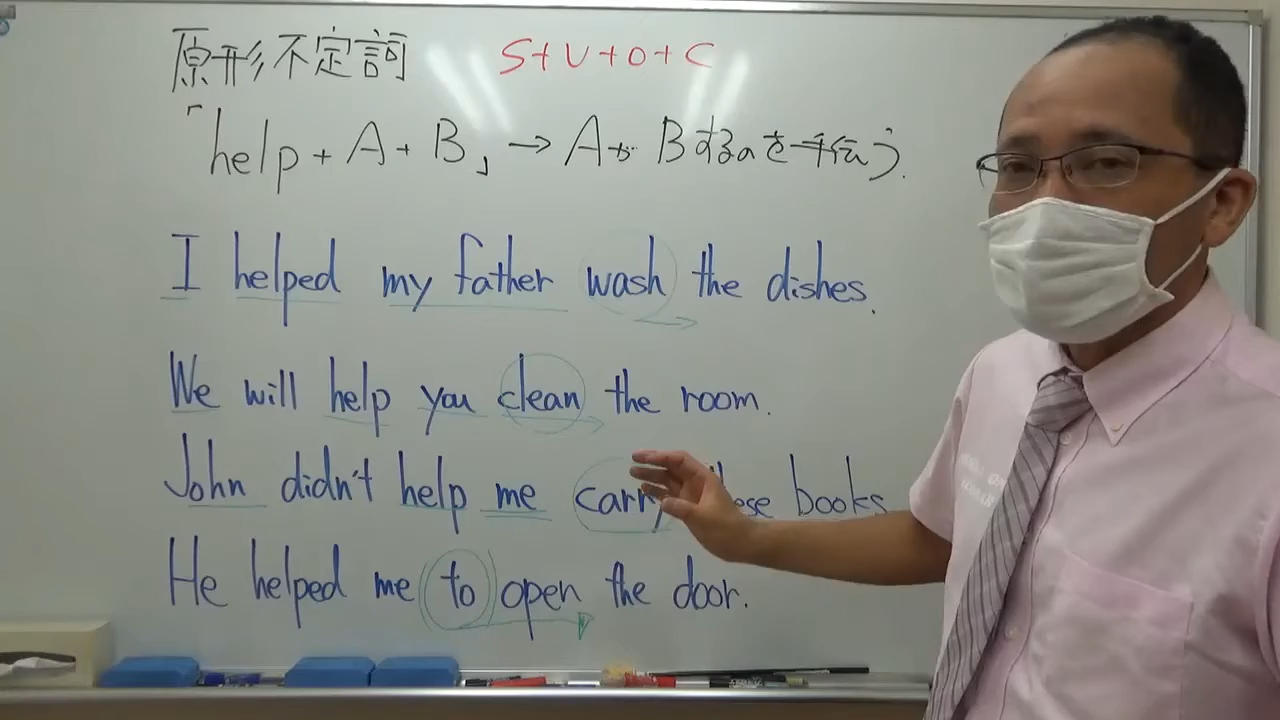 原形不定詞 S+V+O+C
「help + A + B」→ AがBするのを手伝う.
I helped my father wash the dishes.
We will help you clean the room.
John didn't help me carry these books
He helped me (to) open the door.